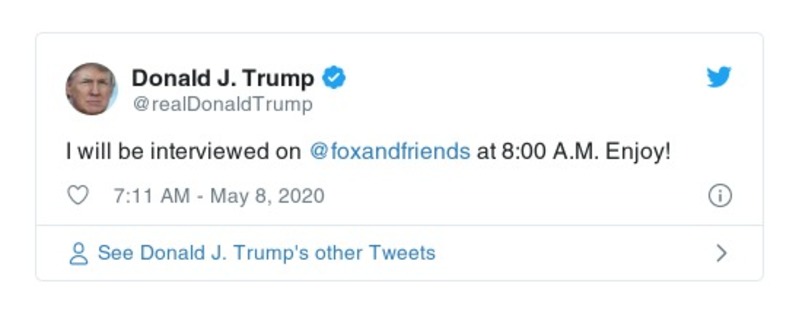 Donald J. Trump
@realDonaldTrump
I will be interviewed on @foxandfriends at 8:00 A.M. Enjoy!
7:11 AM - May 8, 2020
See Donald J. Trump's other Tweets